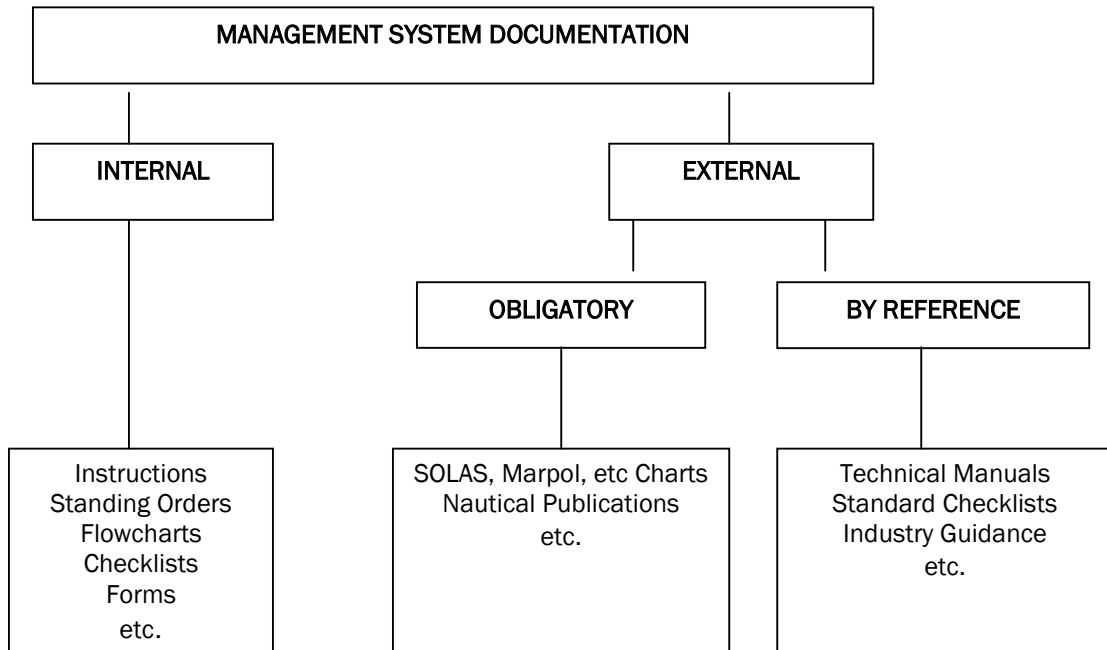 MANAGEMENT SYSTEM DOCUMENTATION
INTERNAL
EXTERNAL
OBLIGATORY
BY REFERENCE
Instructions
Standing Orders
Flowcharts
Checklists
Forms
etc.
SOLAS, Marpol, etc Charts
Nautical Publications
etc.
Technical Manuals
Standard Checklists
Industry Guidance
etc.